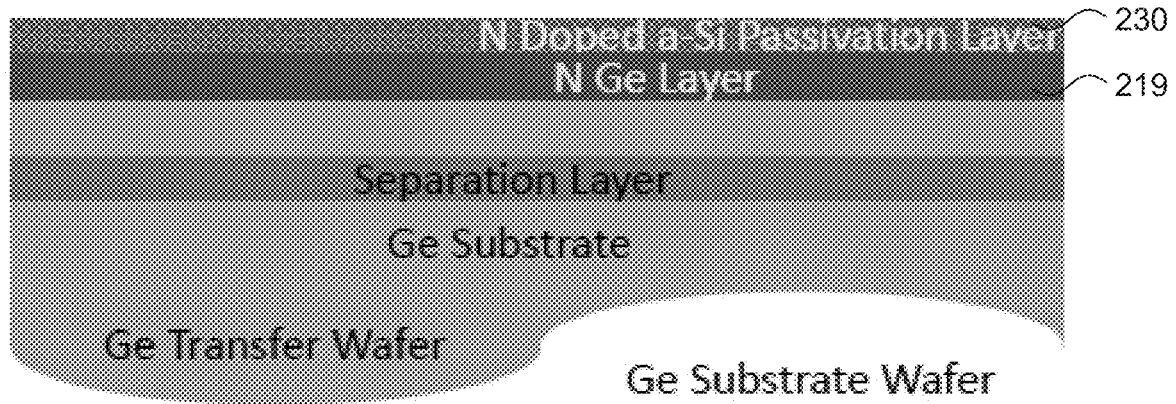 N Doped a-Si Passivation Layer
230
N Ge Layer
219
Separation Layer
Ge Substrate
Ge Transfer Wafer
Ge Substrate Wafer